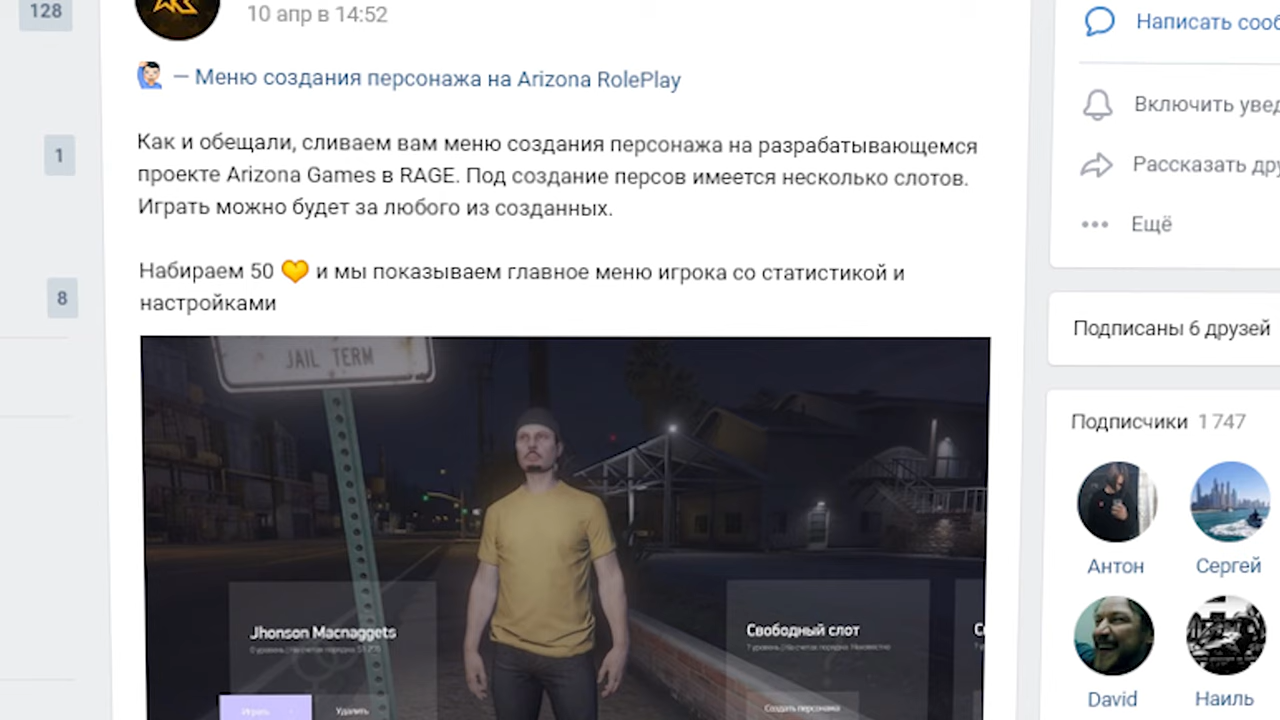 128
10 апр в 14:52
— Меню создания персонажа на Arizona RolePlay
Как и обещали, сливаем вам меню создания персонажа на разрабатывающемся
проекте Arizona Games в RAGE. Под создание персов имеется несколько слотов.
Играть можно будет за любого из созданных.
Набираем 50 и мы показываем главное меню игрока со статистикой и
настройками
1
8
JAIL TERM
Jhonson Macnaggets
Играть
Удалить
Свободный слот
Создать персонажа
Написать сооб
Включить увед
Рассказать дру
Ещё
Подписаны 6 друзей
Подписчики 1 747
Антон
Сергей
David
Наиль